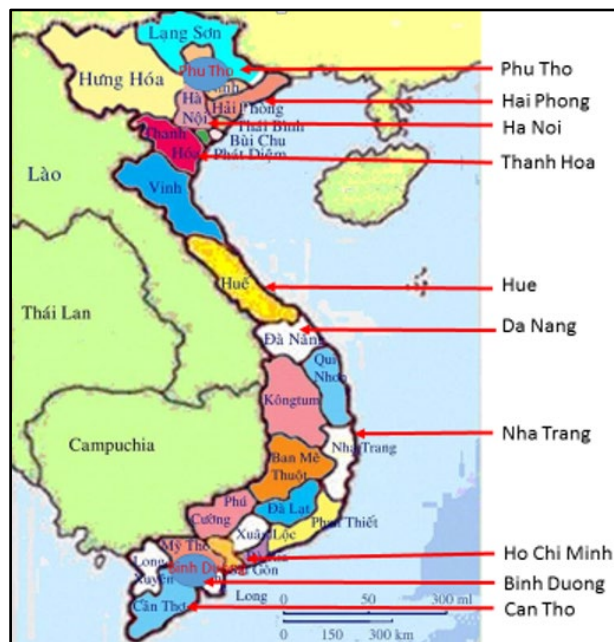 Lạng Sơn
Phu Tho
Phu Tho
Hưng Hóa
Hải Phòng
Hai Phong
Hà
Nội
Ha Noi
Thái Bình
Thanh
Bùi Chu
Hóa
Phát Diệm
Thanh Hoa
Lào
Vinh
Huế
Hue
Thái Lan
Đà Nẵng
Da Nang
Qui
Nhơn
Kôngtum
Campuchia
Nha Trang
Nha Trang
Ban Mê
Thuột
Phú
Cường
Đà Lạt
Phan Thiết
Xuân Lộc
Mỹ Tho
Ho Chi Minh
Long
Xuyên
Binh Duong
Gòn
Binh Duong
Cần Thơ
Can Tho
Long
0 50 300 ml
0 150 300 km